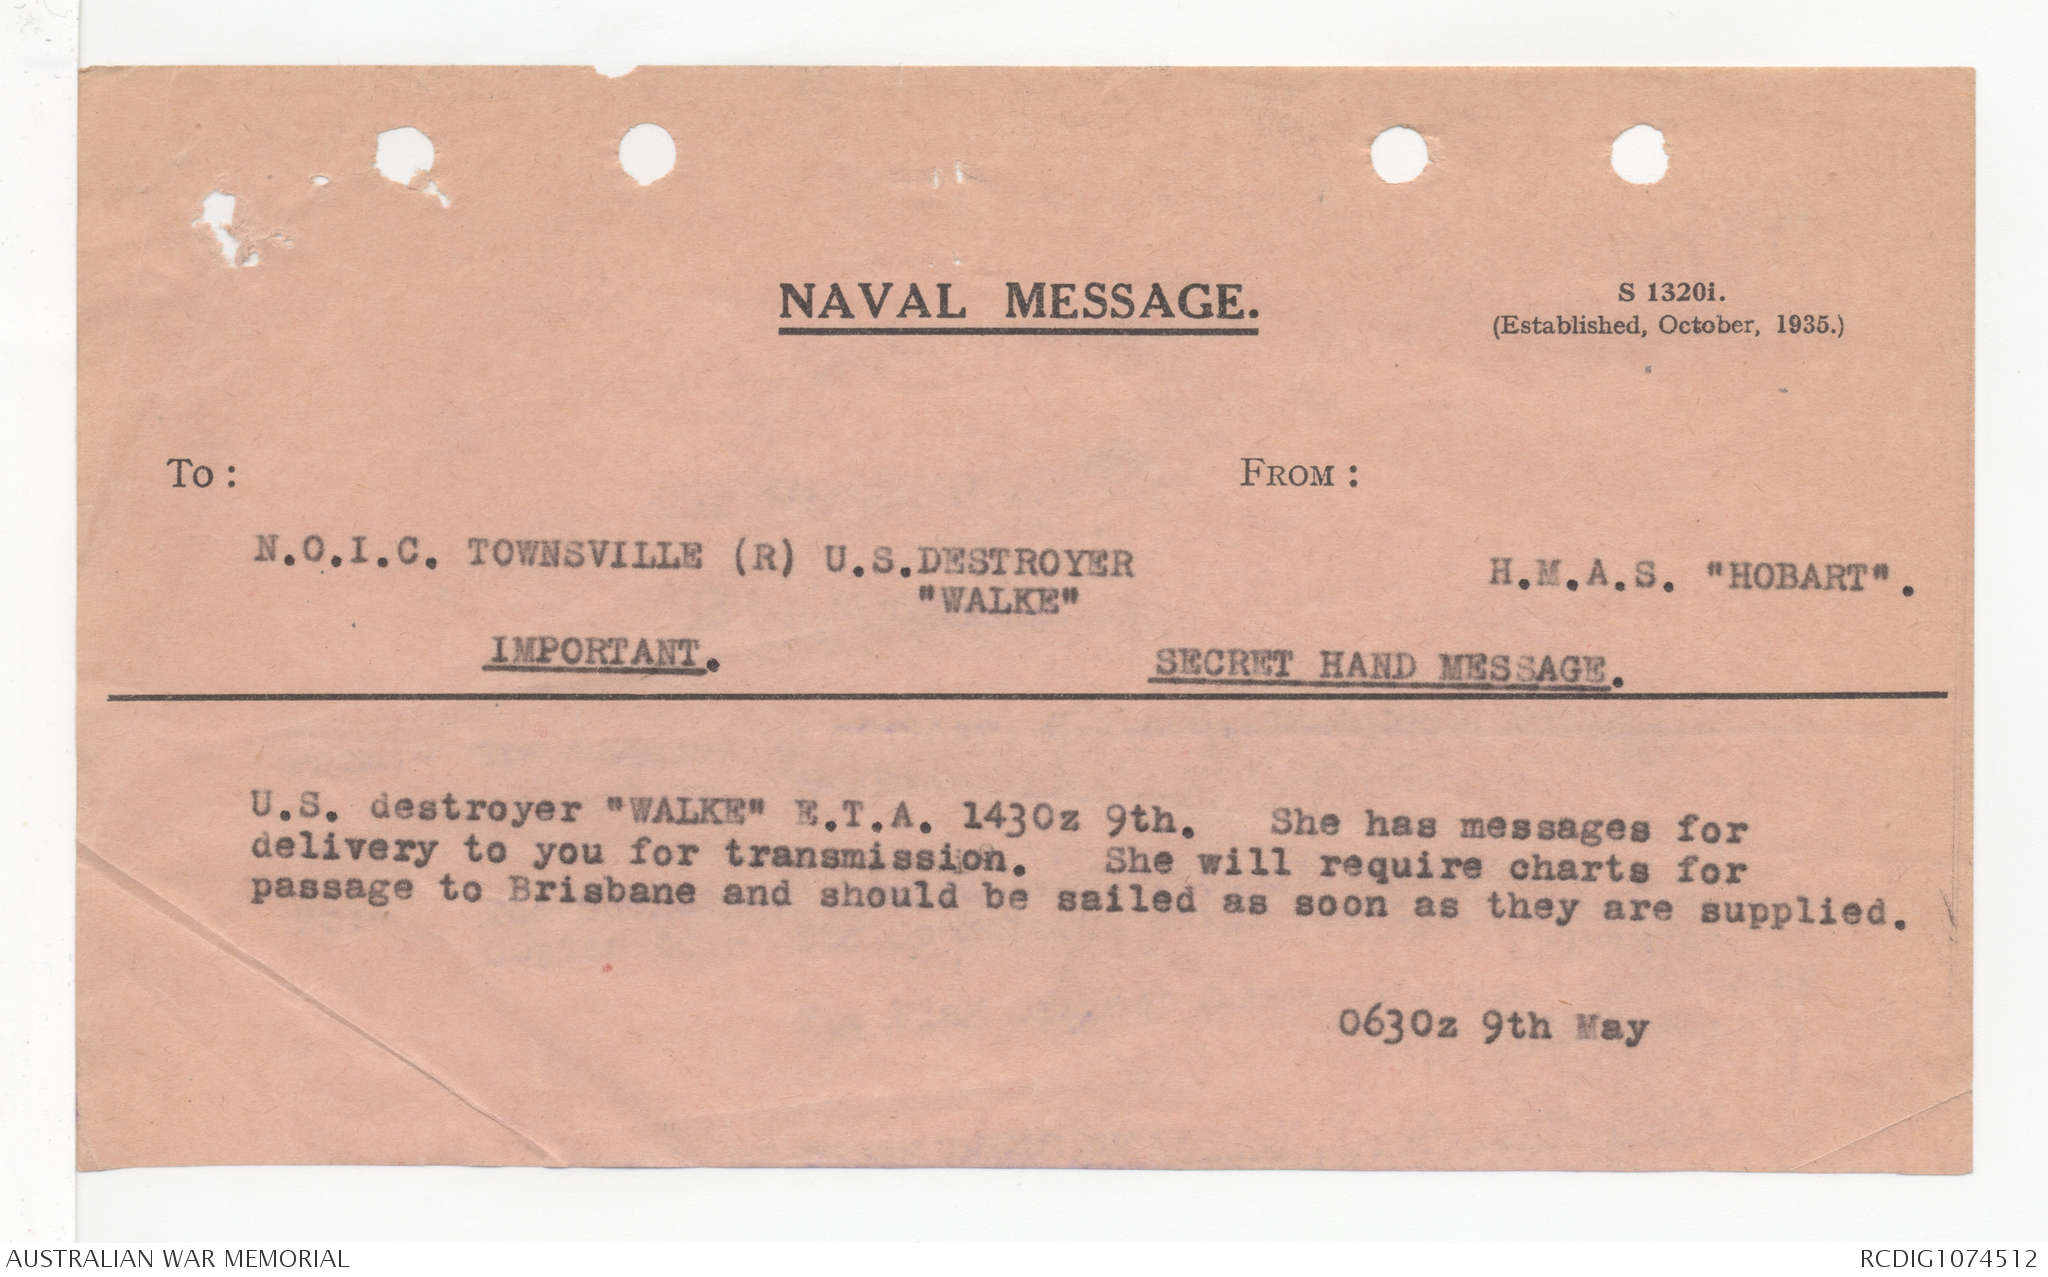 NAVAL MESSAGE.
S 1320i.
(Established, October, 1935.)
To :
FROM :
N.O.I.C. TOWNSVILLE (R) U.S.DESTROYER
"WALKE"
H.M.A.S. "HOBART".
IMPORTANT.
SECRET HAND MESSAGE.
U.S. destroyer "WALKE" E.T.A. 1430z 9th. She has messages for
delivery to you for transmission. She will require charts for
passage to Brisbane and should be sailed as soon as they are supplied.
0630z 9th May
AUSTRALIAN WAR MEMORIAL
RCDIG1074512